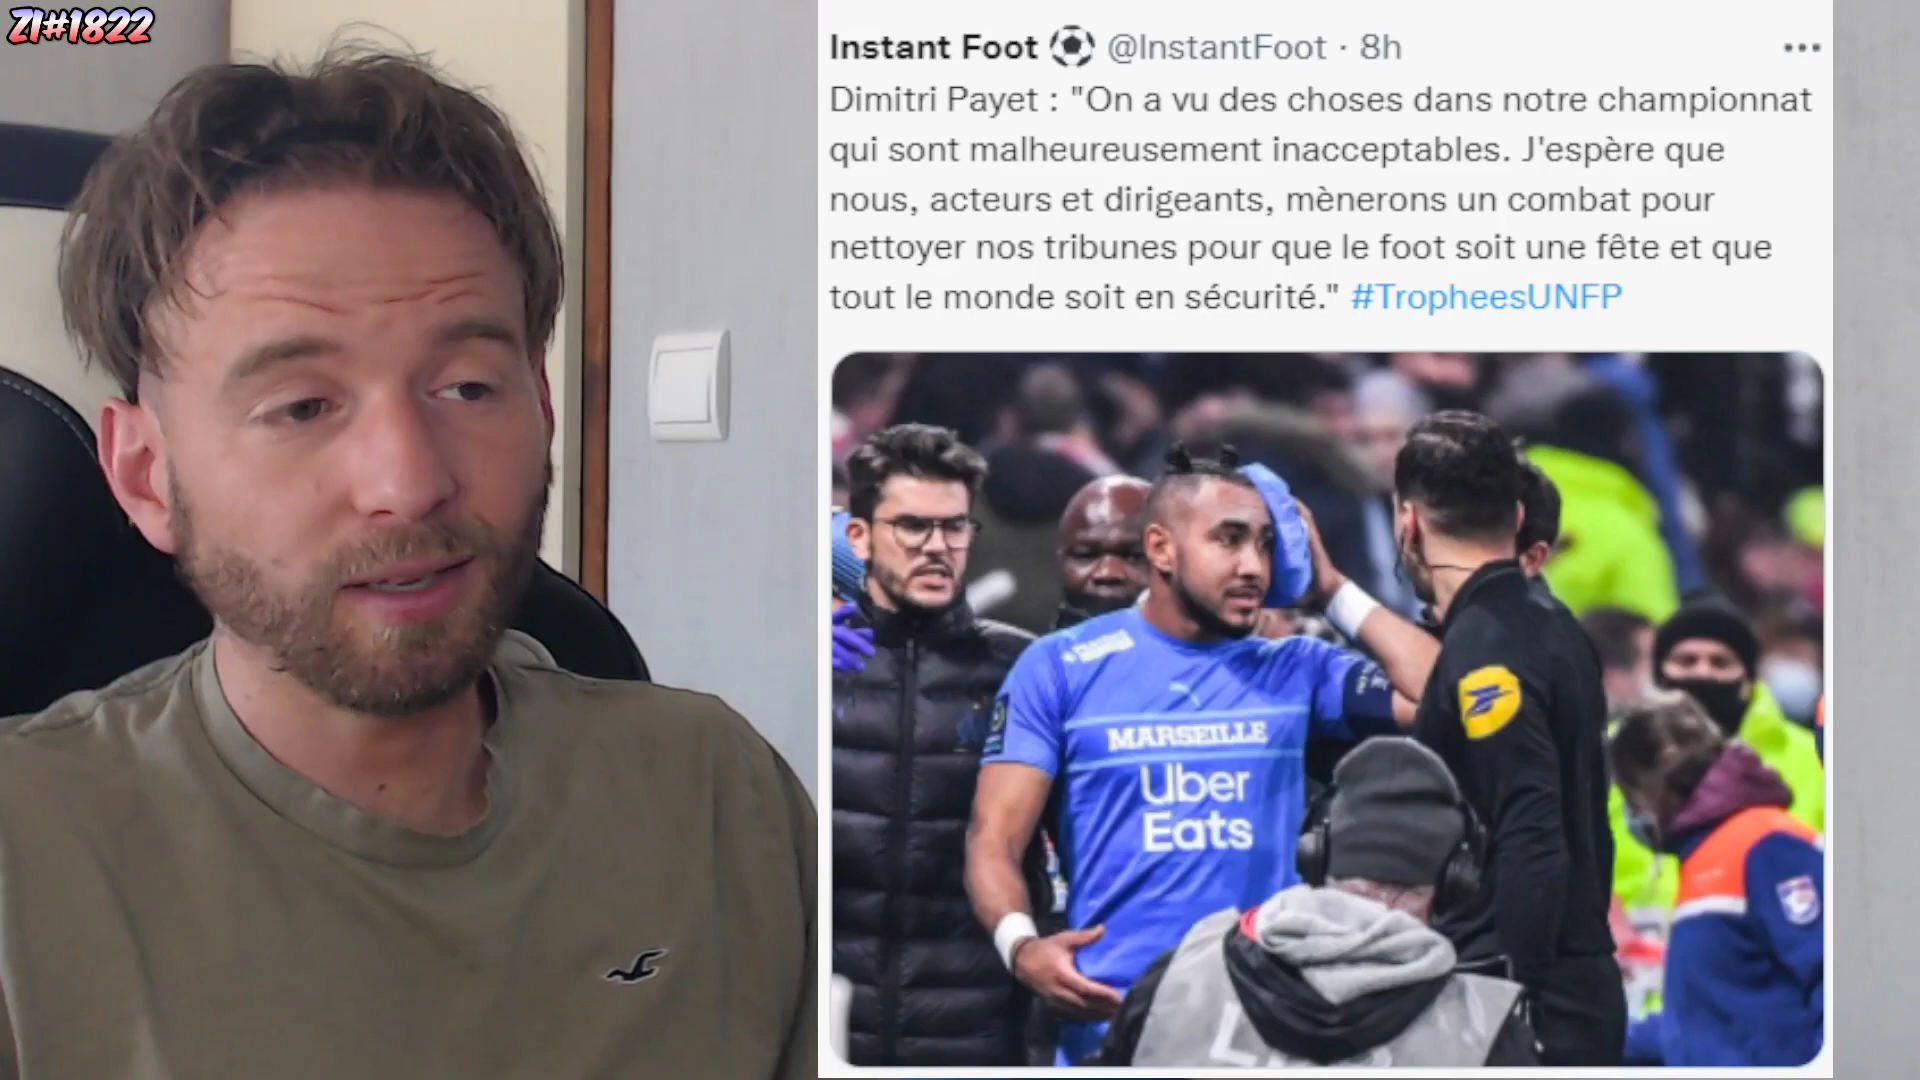 ZI#1822
Instant Foot @InstantFoot · 8h
Dimitri Payet : "On a vu des choses dans notre championnat
qui sont malheureusement inacceptables. J'espère que
nous, acteurs et dirigeants, mènerons un combat pour
nettoyer nos tribunes pour que le foot soit une fête et que
tout le monde soit en sécurité." #TropheesUNFP
MARSEILLE
Uber
Eats